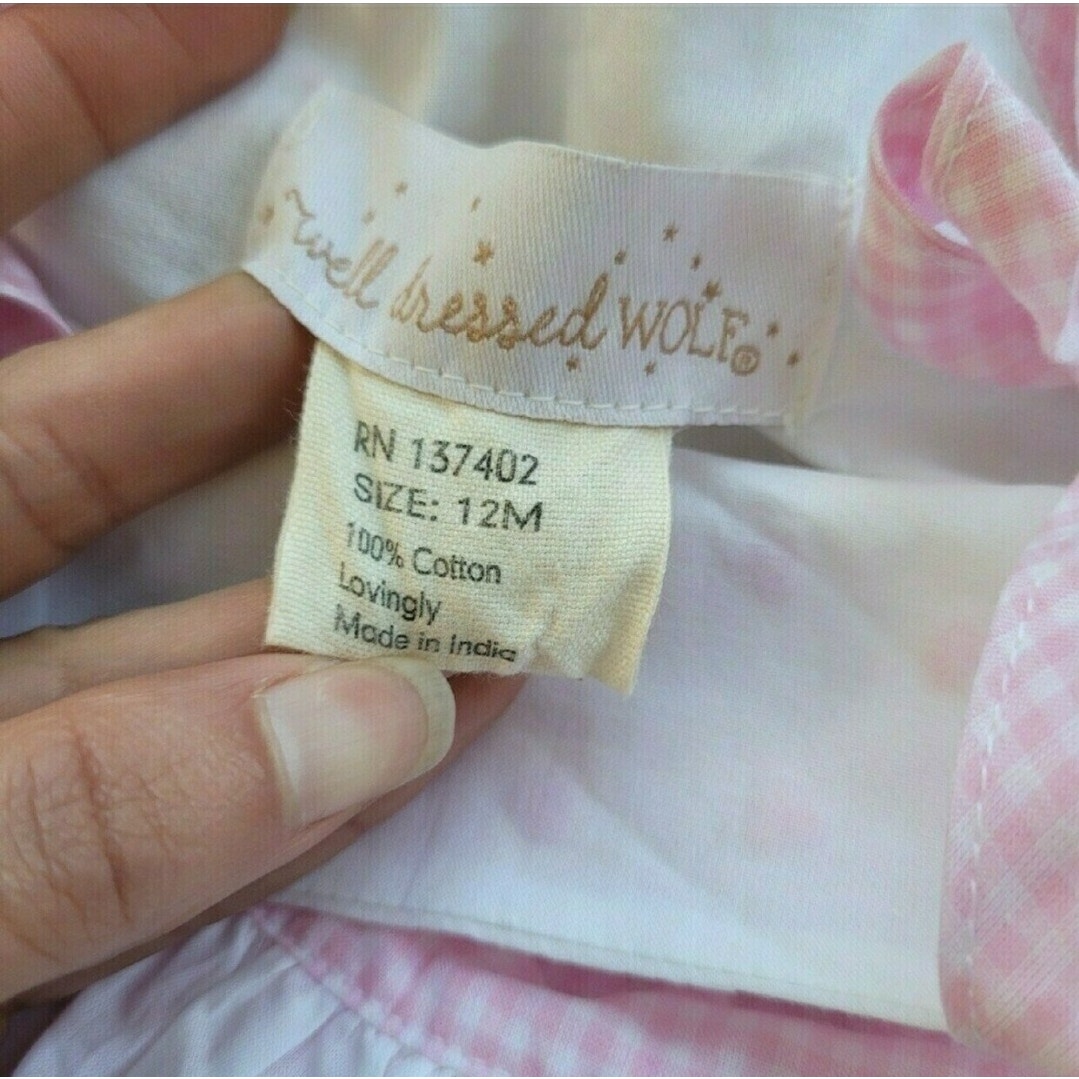 well dressed WOLF®
RN 137402
SIZE: 12M
100% Cotton
Lovingly
Made in India